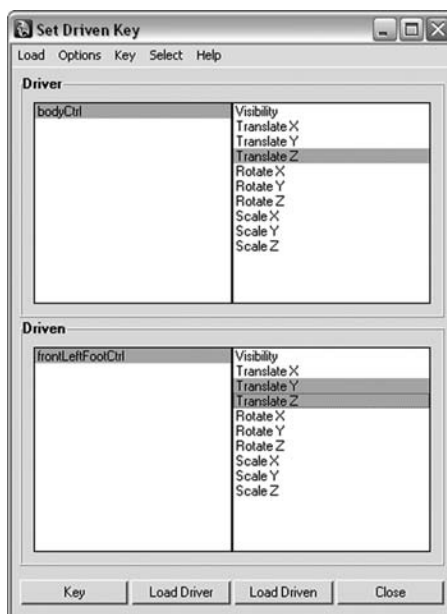 Set Driven Key
Load Options Key Select Help
Driver
bodyCtrl
Visibility
Translate X
Translate Y
Translate Z
Rotate X
Rotate Y
Rotate Z
Scale X
Scale Y
Scale Z
Driven
frontLeftFootCtrl
Visibility
Translate X
Translate Y
Translate Z
Rotate X
Rotate Y
Rotate Z
Scale X
Scale Y
Scale Z
Key Load Driver Load Driven Close